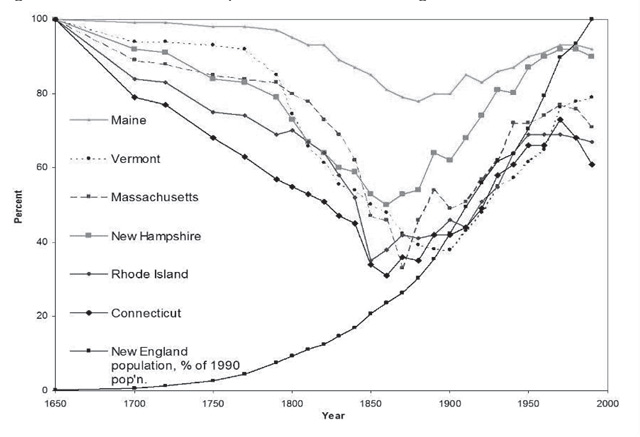 Percent
100
80
60
40
20
0
Maine
Vermont
Massachusetts
New Hampshire
Rhode Island
Connecticut
New England
population, % of 1990
pop'n.
1650 1700 1750 1800 1850 1900 1950 2000
Year